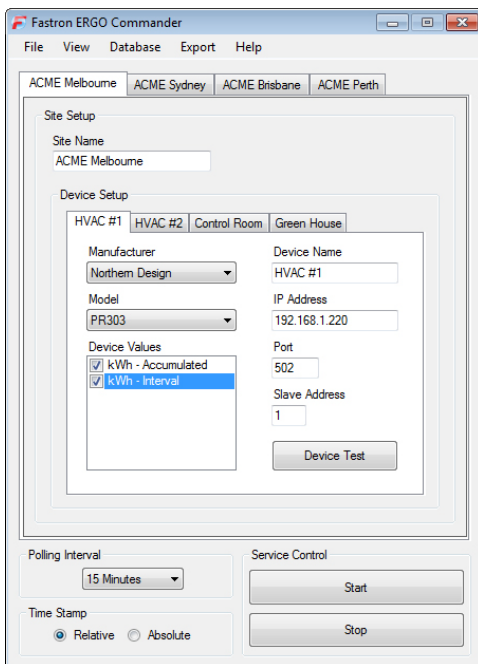 Fastron ERGO Commander
File View Database Export Help
ACME Melbourne ACME Sydney ACME Brisbane ACME Perth
Site Setup
Site Name
ACME Melbourne
Device Setup
HVAC #1 HVAC #2 Control Room Green House
Manufacturer Device Name
Northern Design HVAC #1
Model IP Address
PR303 192.168.1.220
Device Values Port
kWh - Accumulated 502
kWh - Interval
Slave Address
1
Device Test
Polling Interval Service Control
15 Minutes Start
Time Stamp
Relative Absolute Stop